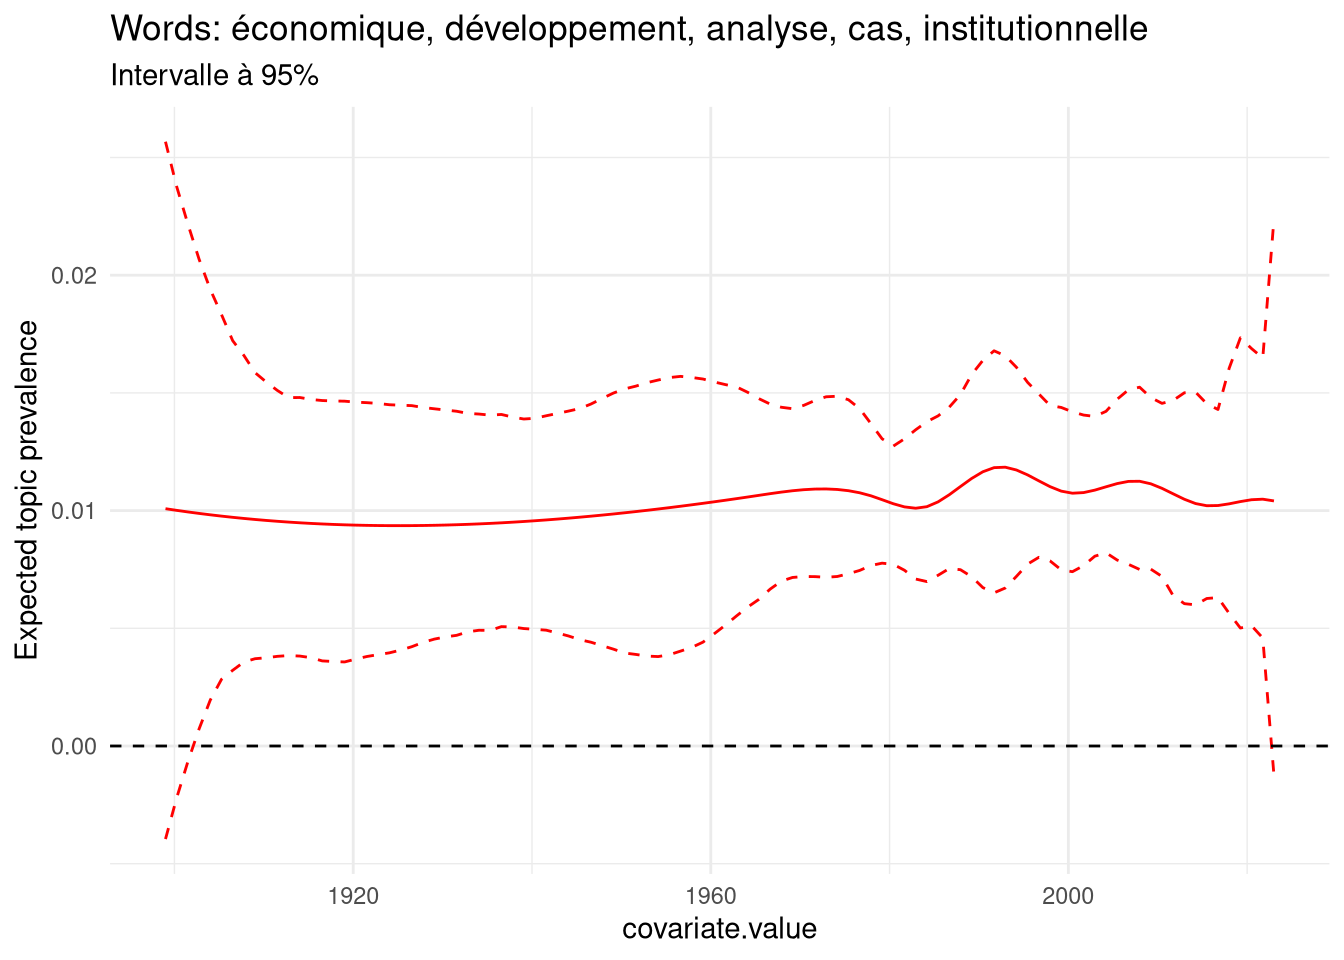 Words: économique, développement, analyse, cas, institutionnelle
Intervalle à 95%
Expected topic prevalence
0.02
0.01
0.00
1920
1960
2000
covariate.value